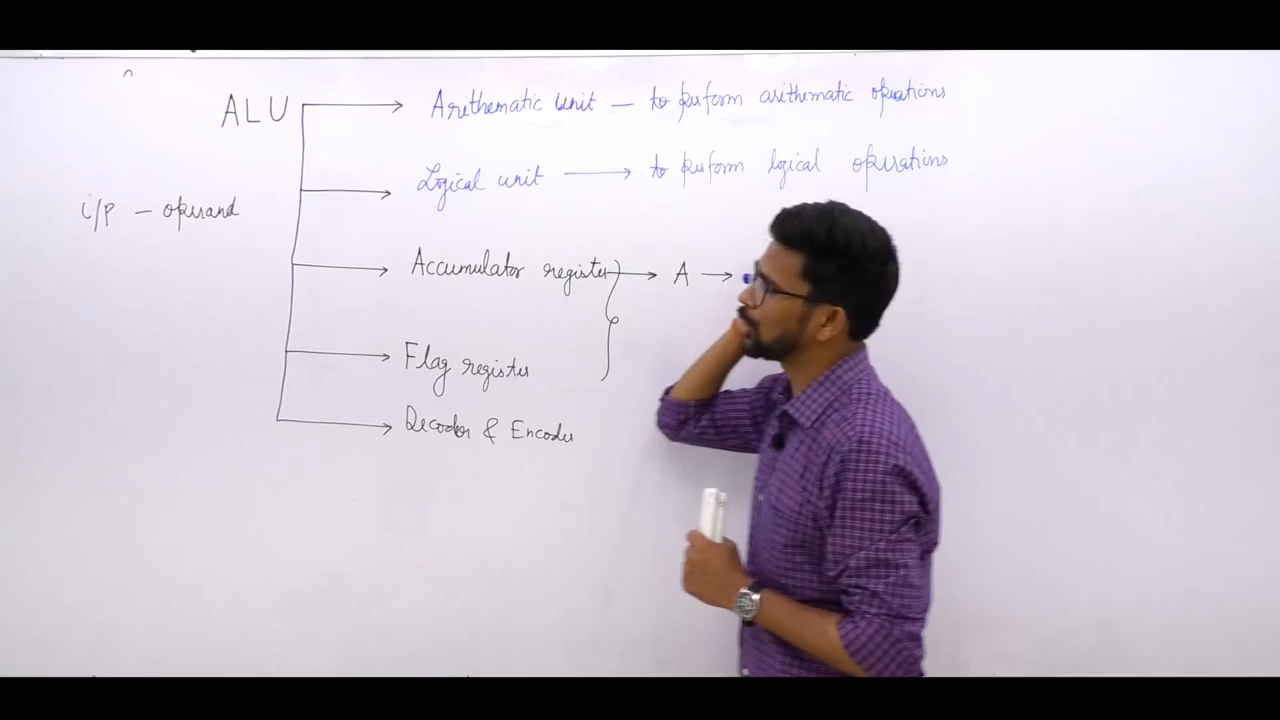 ALU → Arethematic unit — to perform arithematic operations
Logical unit → to perform logical operations
i/p - operand
Accumulator register → A →
Flag register
Decoder & Encoder